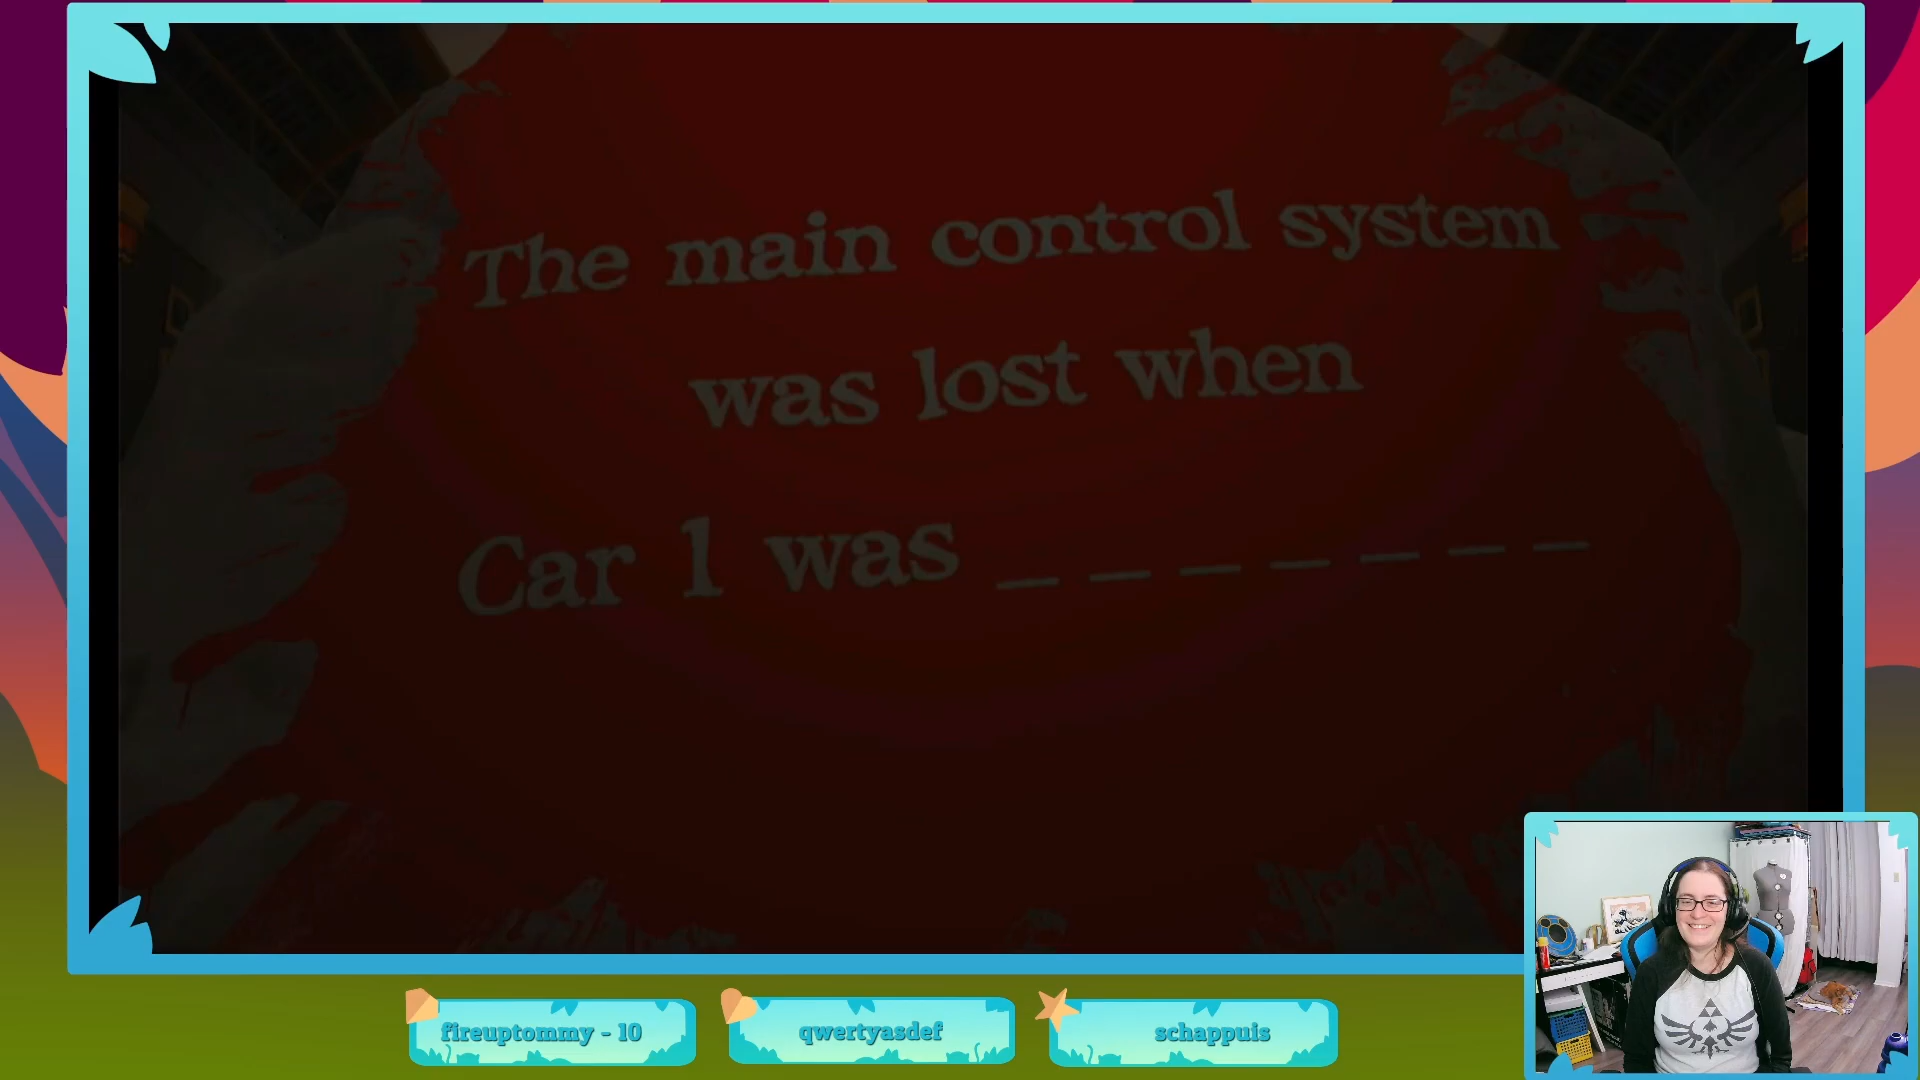 The main control system
was lost when
Car 1 was _ _ _ _ _ _ _
fireuptommy - 10
qwertyasdef
schappuis